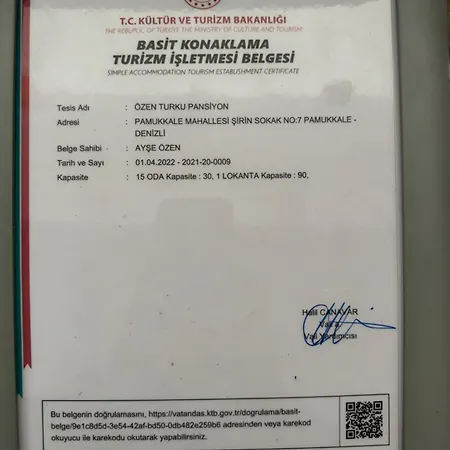 T.C. KÜLTÜR VE TURİZM BAKANLIĞI
THE REPUBLIC OF TÜRKİYE THE MINISTRY OF CULTURE AND TOURISM
BASİT KONAKLAMA
TURİZM İŞLETMESİ BELGESİ
SIMPLE ACCOMMODATION TOURISM ESTABLISHMENT CERTIFICATE
Tesis Adı : ÖZEN TURKU PANSİYON
Adresi : PAMUKKALE MAHALLESİ ŞİRİN SOKAK NO:7 PAMUKKALE -
DENİZLİ
Belge Sahibi : AYŞE ÖZEN
Tarih ve Sayı : 01.04.2022 - 2021-20-0009
Kapasite : 15 ODA Kapasite : 30, 1 LOKANTA Kapasite : 90,
Halil CANAVAR
Vali a.
Vali Yardımcısı
Bu belgenin doğrulamasını, https://vatandas.ktb.gov.tr/dogrulama/basit-
belge/9e1c8d5d-3e54-42af-bd50-0db482e259b6 adresinden veya karekod
okuyucu ile karekodu okutarak yapabilirsiniz.